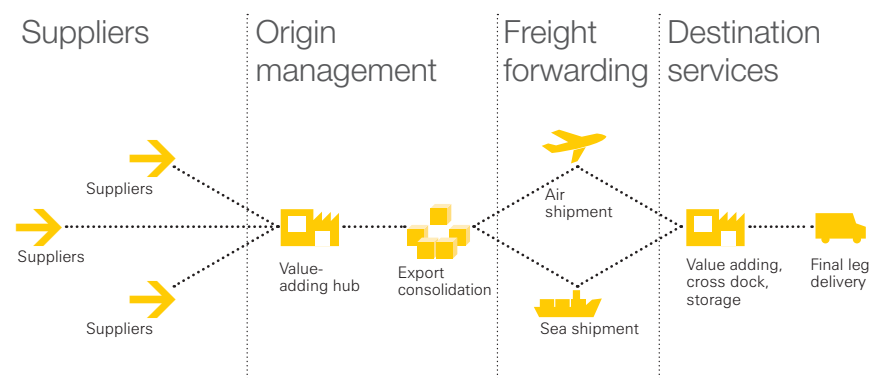 Suppliers
Origin
management
Freight
forwarding
Destination
services
Suppliers
Suppliers
Suppliers
Value-
adding hub
Export
consolidation
Air
shipment
Sea shipment
Value adding,
cross dock,
storage
Final leg
delivery